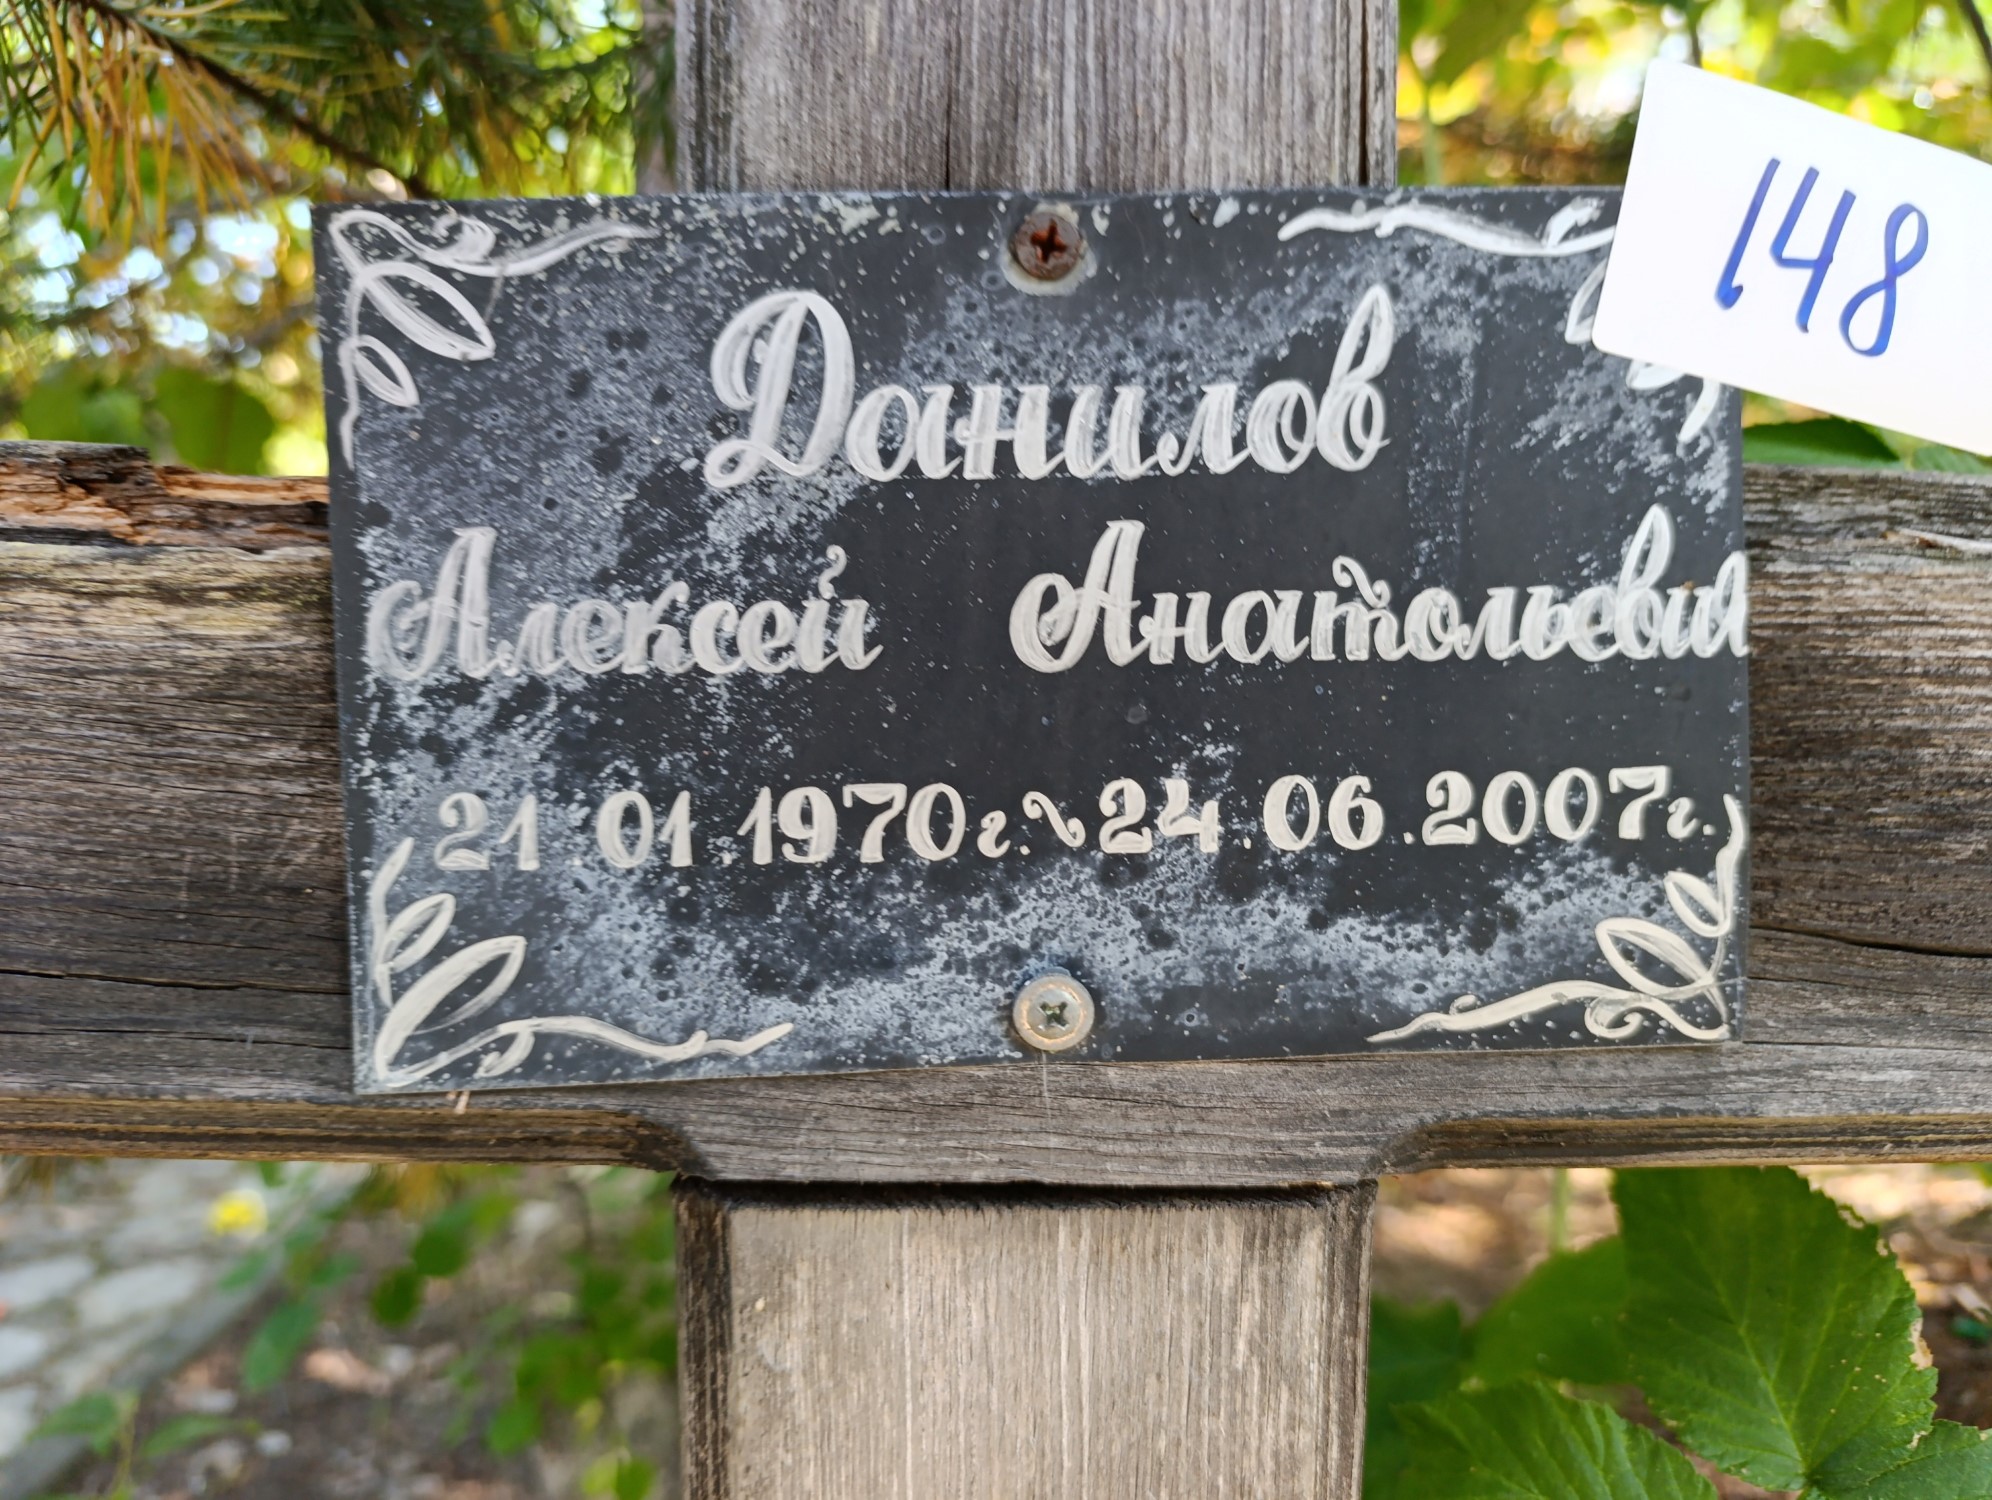 148
Данилов
Алексей Анатольевич
21.01.1970г.~24.06.2007г.